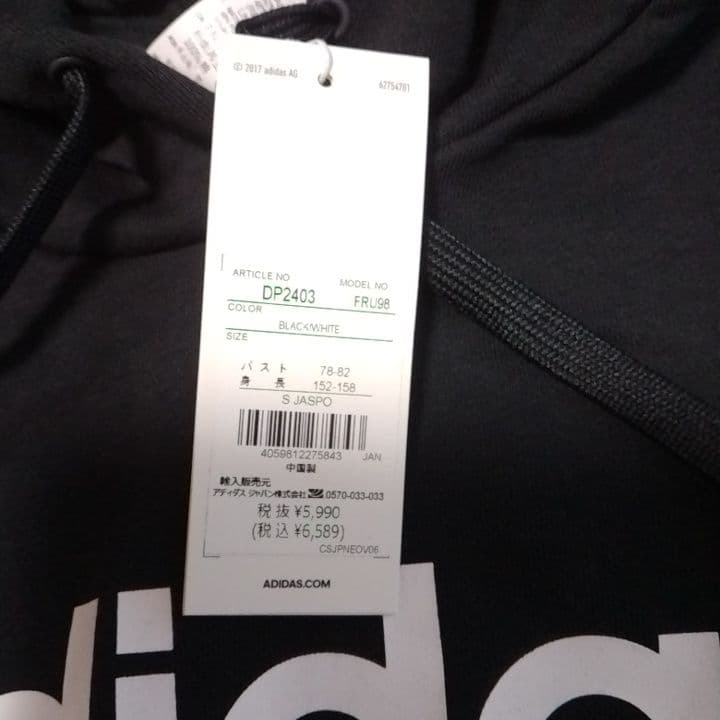 © 2017 adidas AG 62754701
ARTICLE NO MODEL NO
DP2403 FRU98
COLOR
BLACK/WHITE
SIZE
バスト 78-82
身長 152-158
S JASPO
4059812275843 JAN
中国製
輸入販売元
アディダス ジャパン株式会社 0570-033-033
税抜 ¥5,990
(税込 ¥6,589)
CSJPNEOV06
ADIDAS.COM
adida